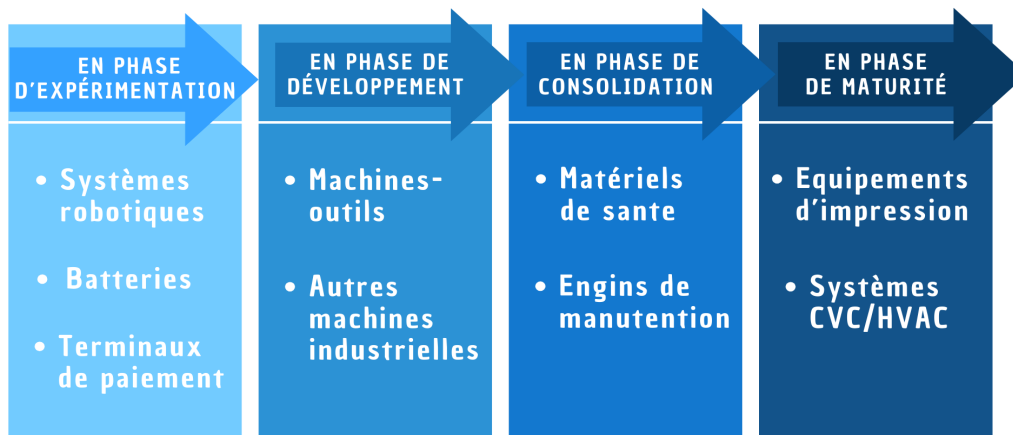 EN PHASE
D'EXPÉRIMENTATION
• Systèmes
robotiques
• Batteries
• Terminaux
de paiement
EN PHASE DE
DÉVELOPPEMENT
• Machines-
outils
• Autres
machines
industrielles
EN PHASE DE
CONSOLIDATION
• Matériels
de sante
• Engins de
manutention
EN PHASE
DE MATURITÉ
• Equipements
d'impression
• Systèmes
CVC/HVAC